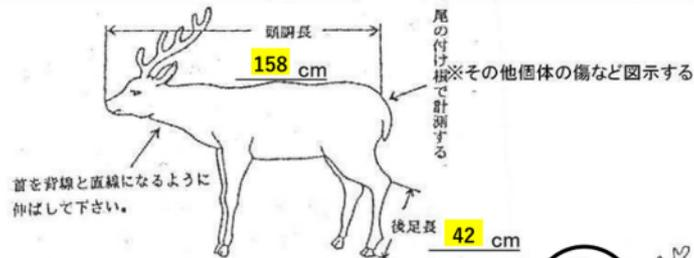 頭胴長
158 cm
尾の付け根で計測する
※その他個体の傷など図示する
首を背線と直線になるように
伸ばして下さい。
後足長
42 cm